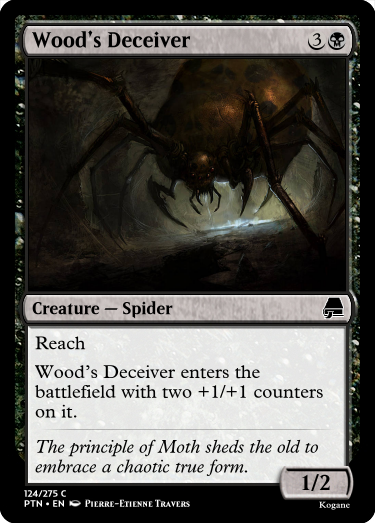 Wood's Deceiver 3
Creature — Spider
Reach
Wood's Deceiver enters the
battlefield with two +1/+1 counters
on it.
The principle of Moth sheds the old to
embrace a chaotic true form.
1/2
124/275 C
PTN • EN Pierre-Etienne Travers
Kogane